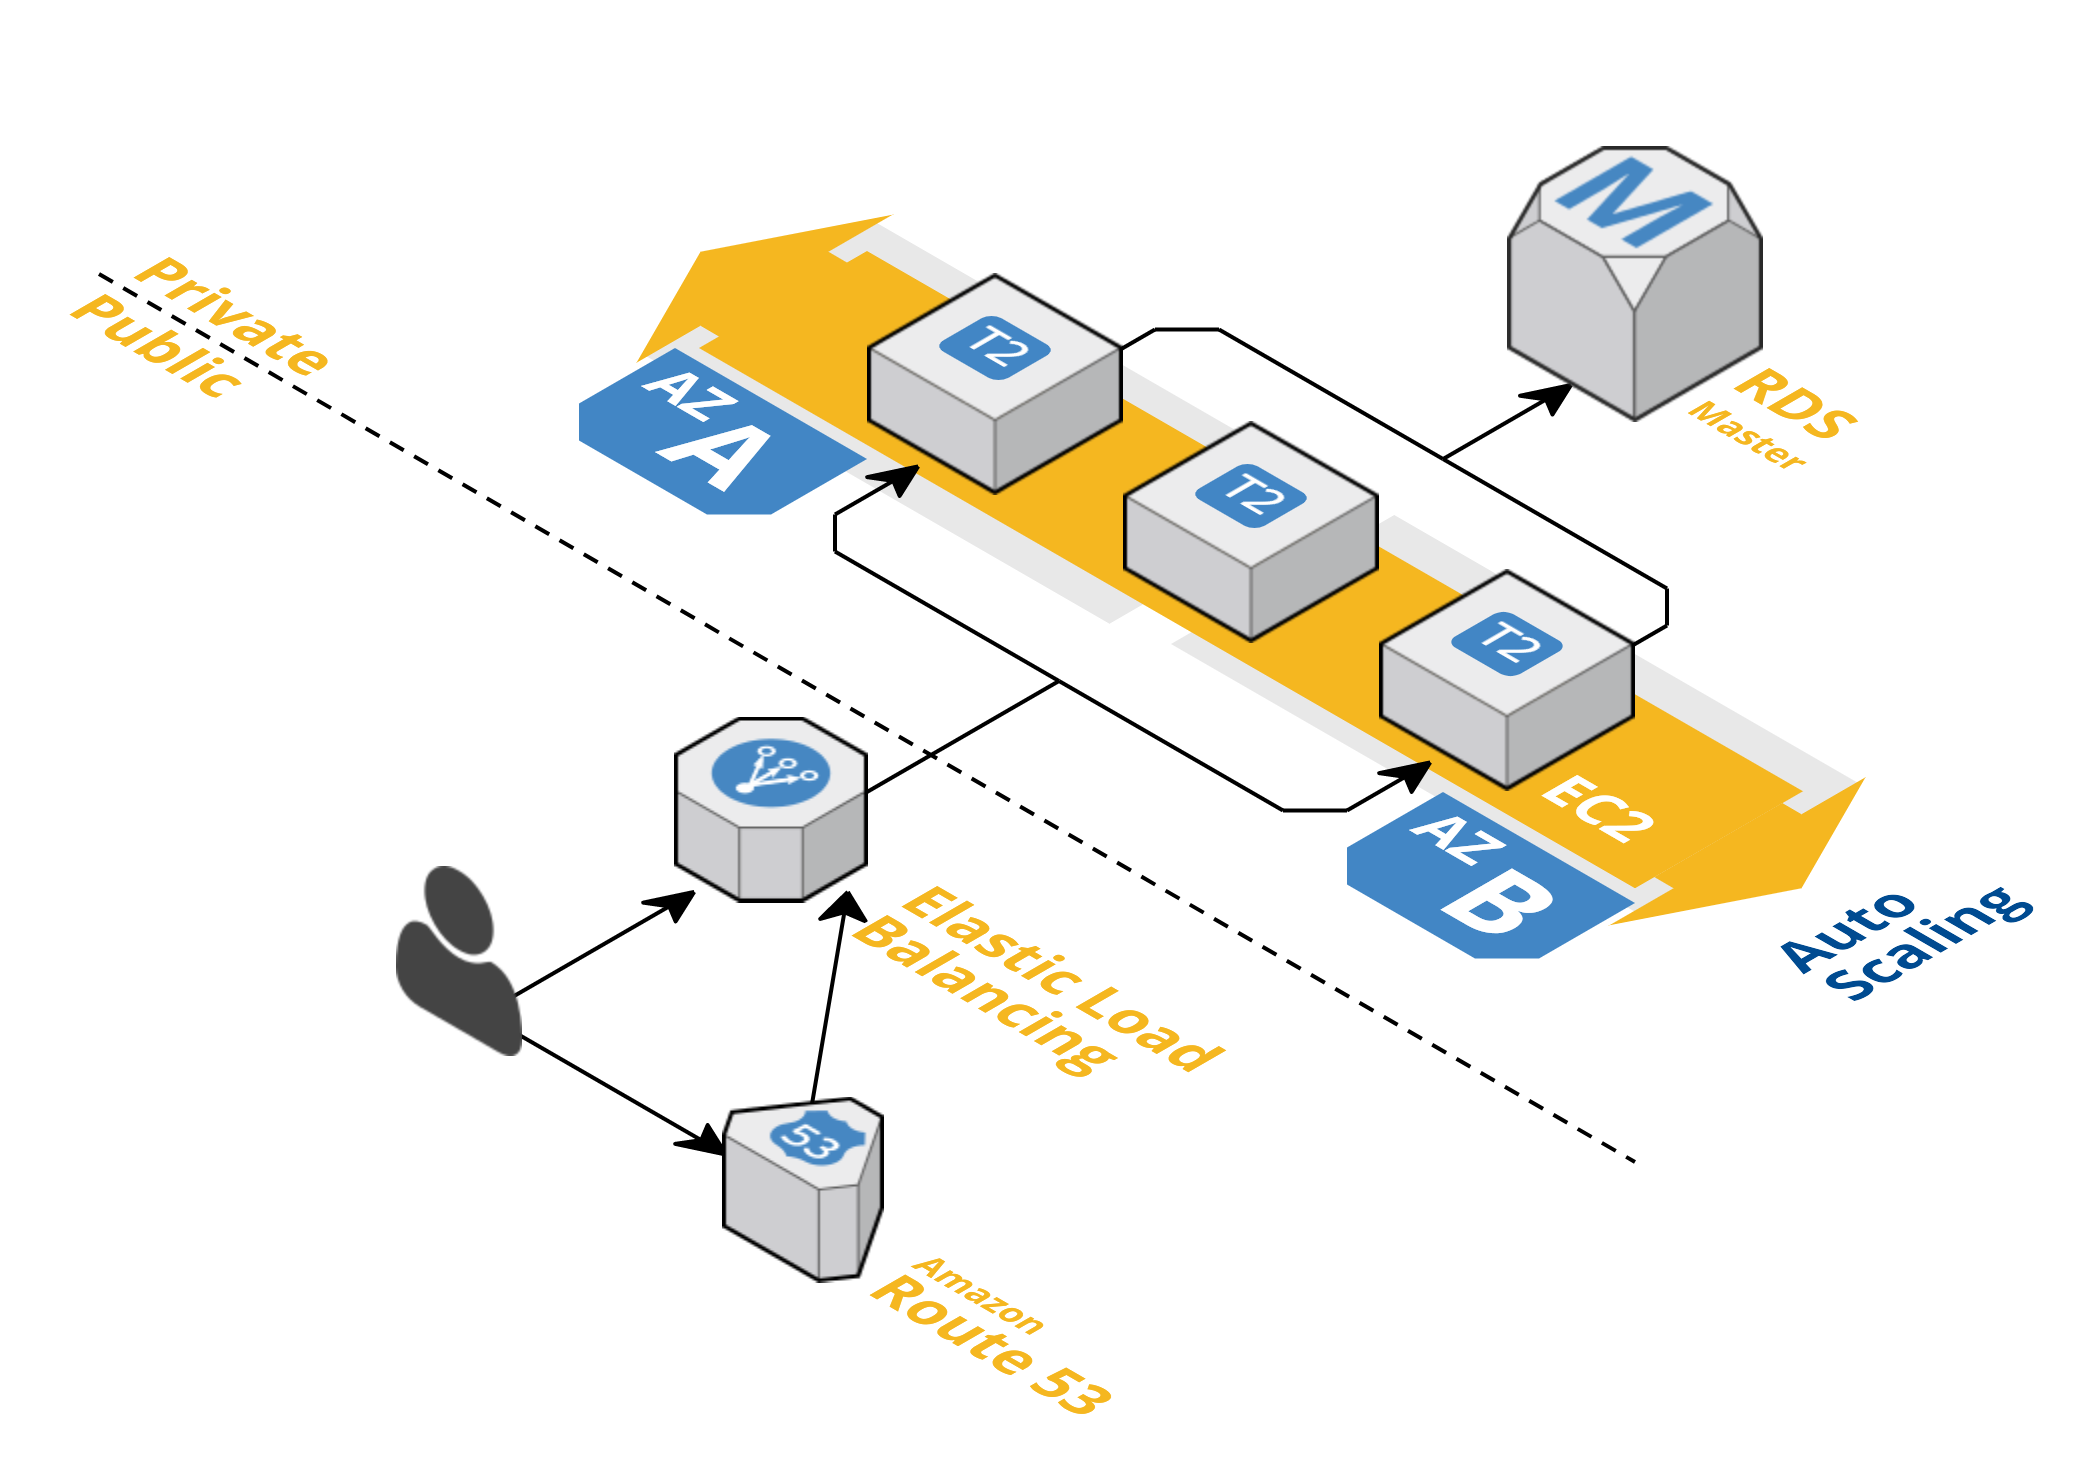 Private
Public
M
RDS
Master
T2
T2
T2
AZ
A
EC2
AZ
B
Auto
Scaling
Elastic Load
Balancing
53
Amazon
Route 53